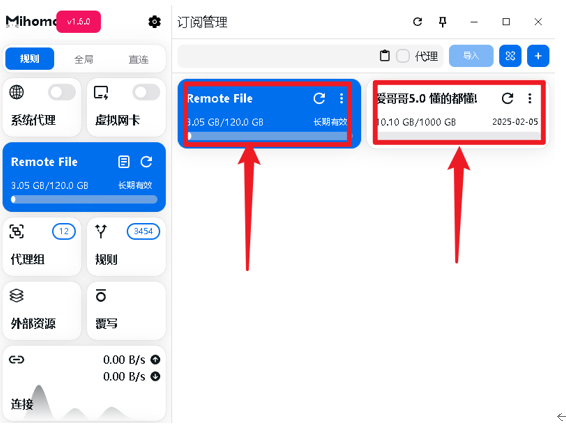 Mihomo v1.6.0
规则 全局 直连
系统代理 虚拟网卡
Remote File
3.05 GB/120.0 GB 长期有效
12 3454
代理组 规则
外部资源 覆写
0.00 B/s
0.00 B/s
连接
订阅管理
代理 导入
Remote File
3.05 GB/120.0 GB 长期有效
爱哥哥5.0 懂的都懂!
10.10 GB/1000 GB 2025-02-05